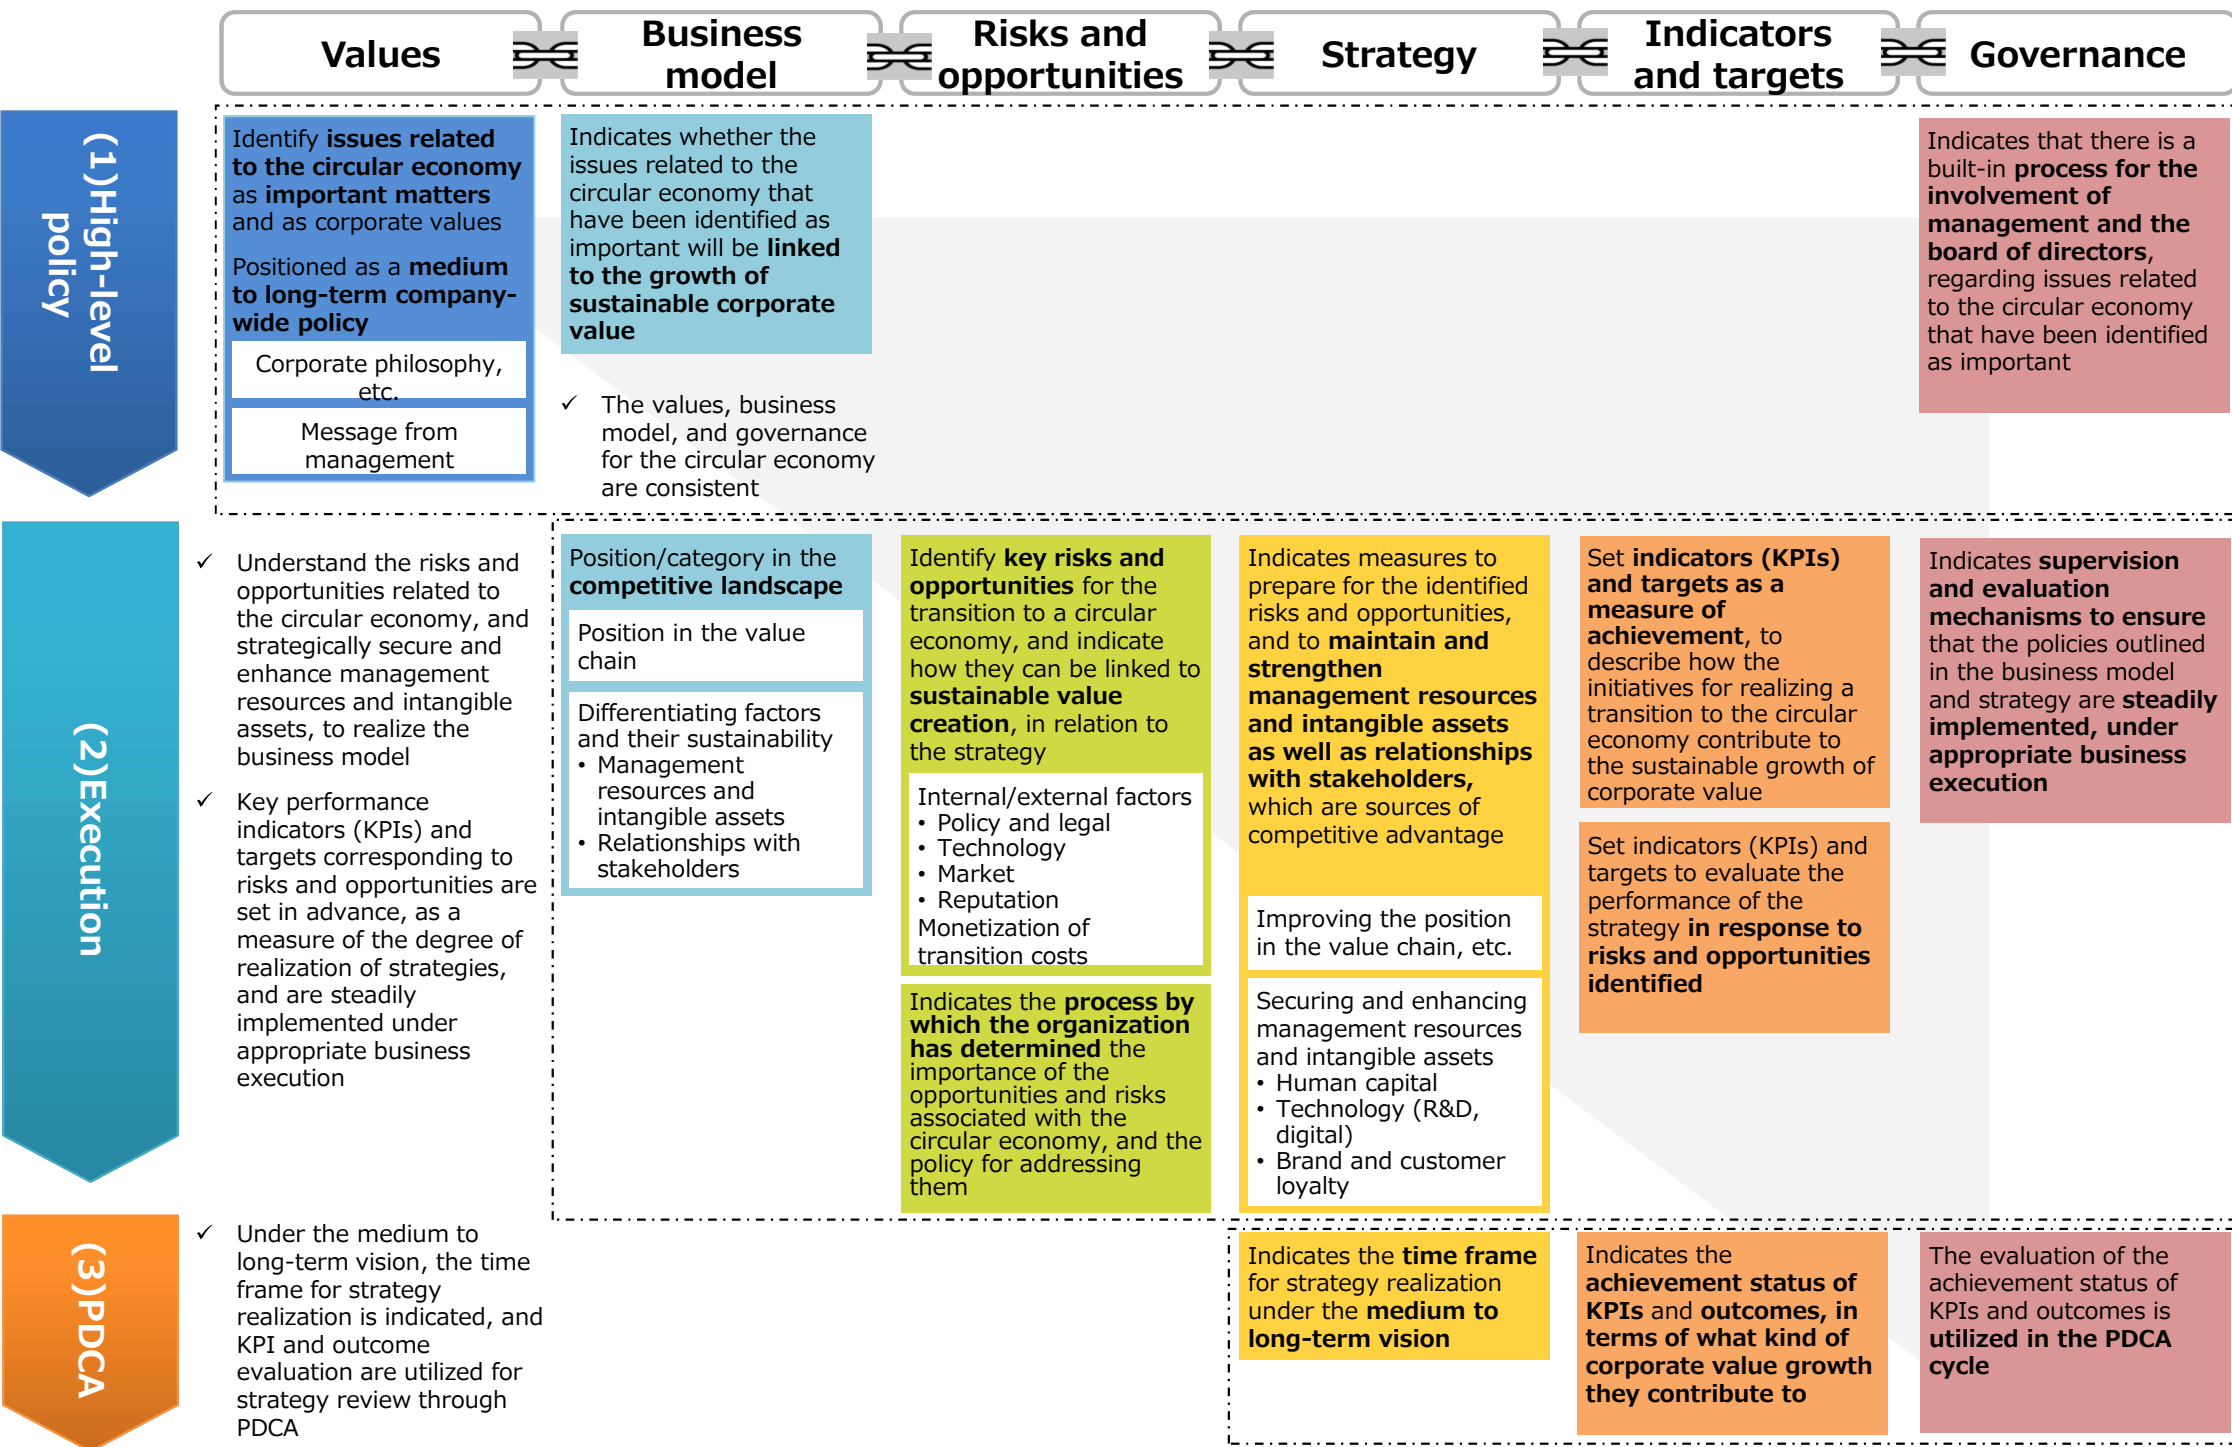 Values
Business
model
Risks and
opportunities
Strategy
Indicators
and targets
Governance
(1)High-level
policy
Identify issues related
to the circular economy
as important matters
and as corporate values
Positioned as a medium
to long-term company-
wide policy
Corporate philosophy,
etc.
Message from
management
Indicates whether the
issues related to the
circular economy that
have been identified as
important will be linked
to the growth of
sustainable corporate
value
✓ The values, business
model, and governance
for the circular economy
are consistent
Indicates that there is a
built-in process for the
involvement of
management and the
board of directors,
regarding issues related
to the circular economy
that have been identified
as important
(2)Execution
✓ Understand the risks and
opportunities related to
the circular economy, and
strategically secure and
enhance management
resources and intangible
assets, to realize the
business model
✓ Key performance
indicators (KPIs) and
targets corresponding to
risks and opportunities are
set in advance, as a
measure of the degree of
realization of strategies,
and are steadily
implemented under
appropriate business
execution
Position/category in the
competitive landscape
Position in the value
chain
Differentiating factors
and their sustainability
• Management
resources and
intangible assets
• Relationships with
stakeholders
Identify key risks and
opportunities for the
transition to a circular
economy, and indicate
how they can be linked to
sustainable value
creation, in relation to
the strategy
Internal/external factors
• Policy and legal
• Technology
• Market
• Reputation
Monetization of
transition costs
Indicates the process by
which the organization
has determined the
importance of the
opportunities and risks
associated with the
circular economy, and the
policy for addressing
them
Indicates measures to
prepare for the identified
risks and opportunities,
and to maintain and
strengthen
management resources
and intangible assets
as well as relationships
with stakeholders,
which are sources of
competitive advantage
Improving the position
in the value chain, etc.
Securing and enhancing
management resources
and intangible assets
• Human capital
• Technology (R&D,
digital)
• Brand and customer
loyalty
Set indicators (KPIs)
and targets as a
measure of
achievement, to
describe how the
initiatives for realizing a
transition to the circular
economy contribute to
the sustainable growth of
corporate value
Set indicators (KPIs) and
targets to evaluate the
performance of the
strategy in response to
risks and opportunities
identified
Indicates supervision
and evaluation
mechanisms to ensure
that the policies outlined
in the business model
and strategy are steadily
implemented, under
appropriate business
execution
(3)PDCA
✓ Under the medium to
long-term vision, the time
frame for strategy
realization is indicated, and
KPI and outcome
evaluation are utilized for
strategy review through
PDCA
Indicates the time frame
for strategy realization
under the medium to
long-term vision
Indicates the
achievement status of
KPIs and outcomes, in
terms of what kind of
corporate value growth
they contribute to
The evaluation of the
achievement status of
KPIs and outcomes is
utilized in the PDCA
cycle